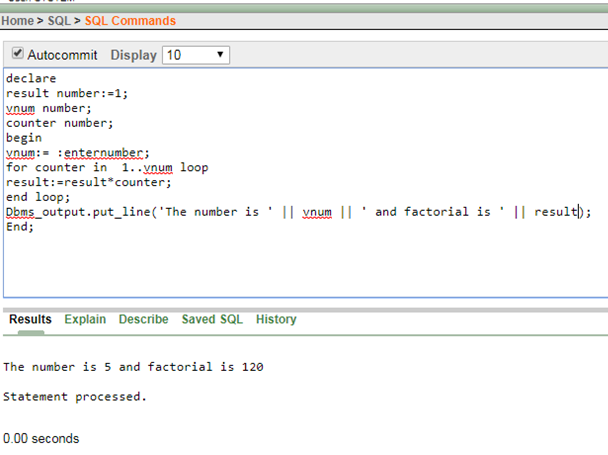 Home > SQL > SQL Commands
Autocommit Display 10
declare
result number:=1;
vnum number;
counter number;
begin
vnum:= :enternumber;
for counter in  1..vnum loop
result:=result*counter;
end loop;
Dbms_output.put_line('The number is ' || vnum || ' and factorial is ' || result);
End;
Results Explain Describe Saved SQL History
The number is 5 and factorial is 120
Statement processed.
0.00 seconds